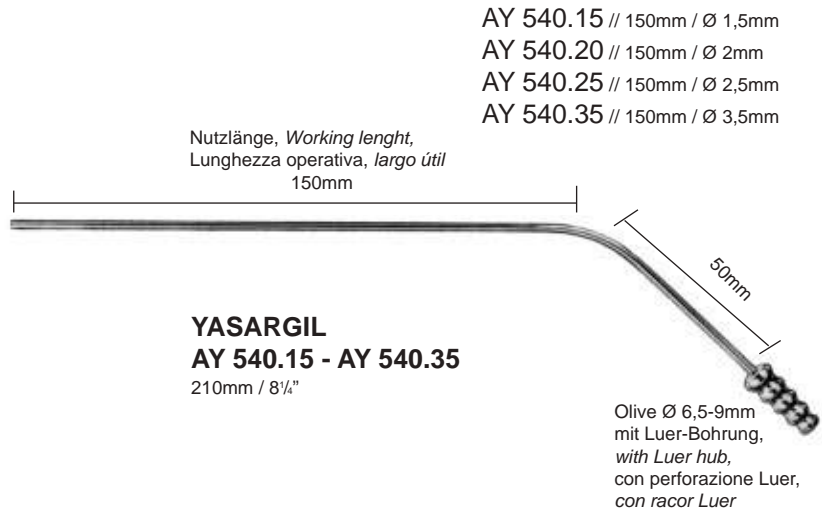 AY 540.15 // 150mm / Ø 1,5mm
AY 540.20 // 150mm / Ø 2mm
AY 540.25 // 150mm / Ø 2,5mm
AY 540.35 // 150mm / Ø 3,5mm
Nutzlänge, Working lenght,
Lunghezza operativa, largo útil
150mm
50mm
YASARGIL
AY 540.15 - AY 540.35
210mm / 8¼”
Olive Ø 6,5-9mm
mit Luer-Bohrung,
with Luer hub,
con perforazione Luer,
con racor Luer